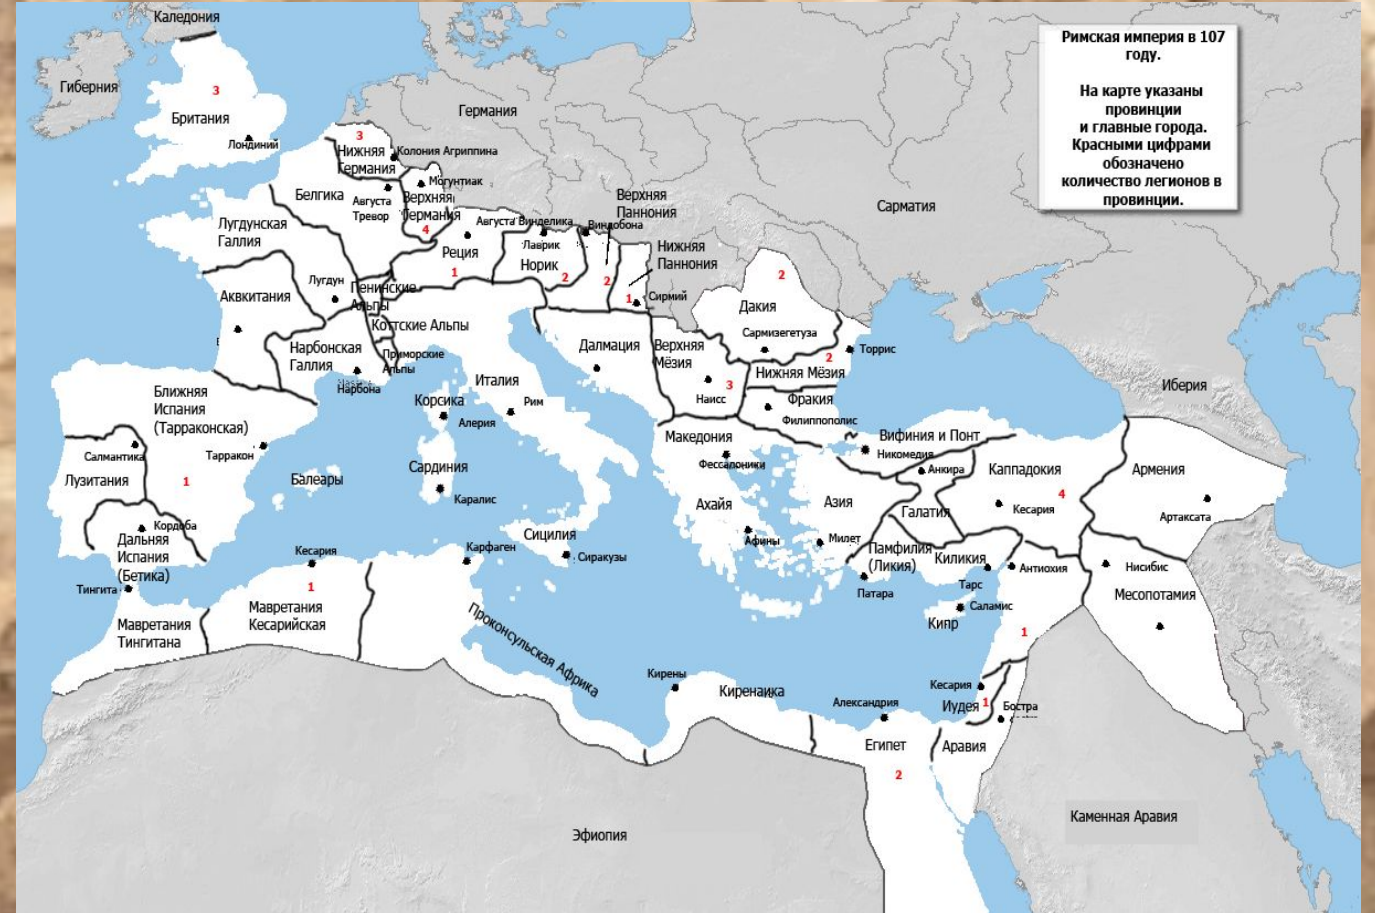 Римская империя в 107
году.
На карте указаны
провинции
и главные города.
Красными цифрами
обозначено
количество легионов в
провинции.
Каледония
Гиберния
3
Британия
Лондиний
Германия
3
Нижняя
Германия
Колония Агриппина
Могунтиак
Верхняя
Германия
4
Белгика
Августа
Тревор
Лугдунская
Галлия
Лугдун
Аквкитания
Нарбонская
Галлия
Нарбона
Пенинские
Альпы
Коттские Альпы
Приморские
Альпы
Августа Винделика
Реция
1
Лаврик
Норик
2
Виндобона
Верхняя
Паннония
2
Нижняя
Паннония
1
Сирмий
Сарматия
2
Дакия
Сармизегетуза
2
Торрис
Нижняя Мёзия
Далмация
Верхняя
Мёзия
3
Наисс
Фракия
Филиппополис
Иберия
Италия
Рим
Корсика
Алерия
Сардиния
Каралис
Сицилия
Сиракузы
Ближняя
Испания
(Тарраконская)
Салмантика
Тарракон
Лузитания
1
Балеары
Кордоба
Дальняя
Испания
(Бетика)
Тингита
Мавретания
Тингитана
Кесария
1
Мавретания
Кесарийская
Карфаген
Проконсульская Африка
Македония
Фессалоники
Ахайя
Афины
Вифиния и Понт
Никомедия
Анкира
Азия
Милет
Галатия
Каппадокия
4
Кесария
Армения
Артаксата
Памфилия
(Ликия)
Патара
Киликия
Тарс
Антиохия
Саламис
Кипр
1
Нисибис
Месопотамия
Кирены
Киренаика
Александрия
Египет
2
Кесария
Иудея
1
Бостра
Аравия
Эфиопия
Каменная Аравия